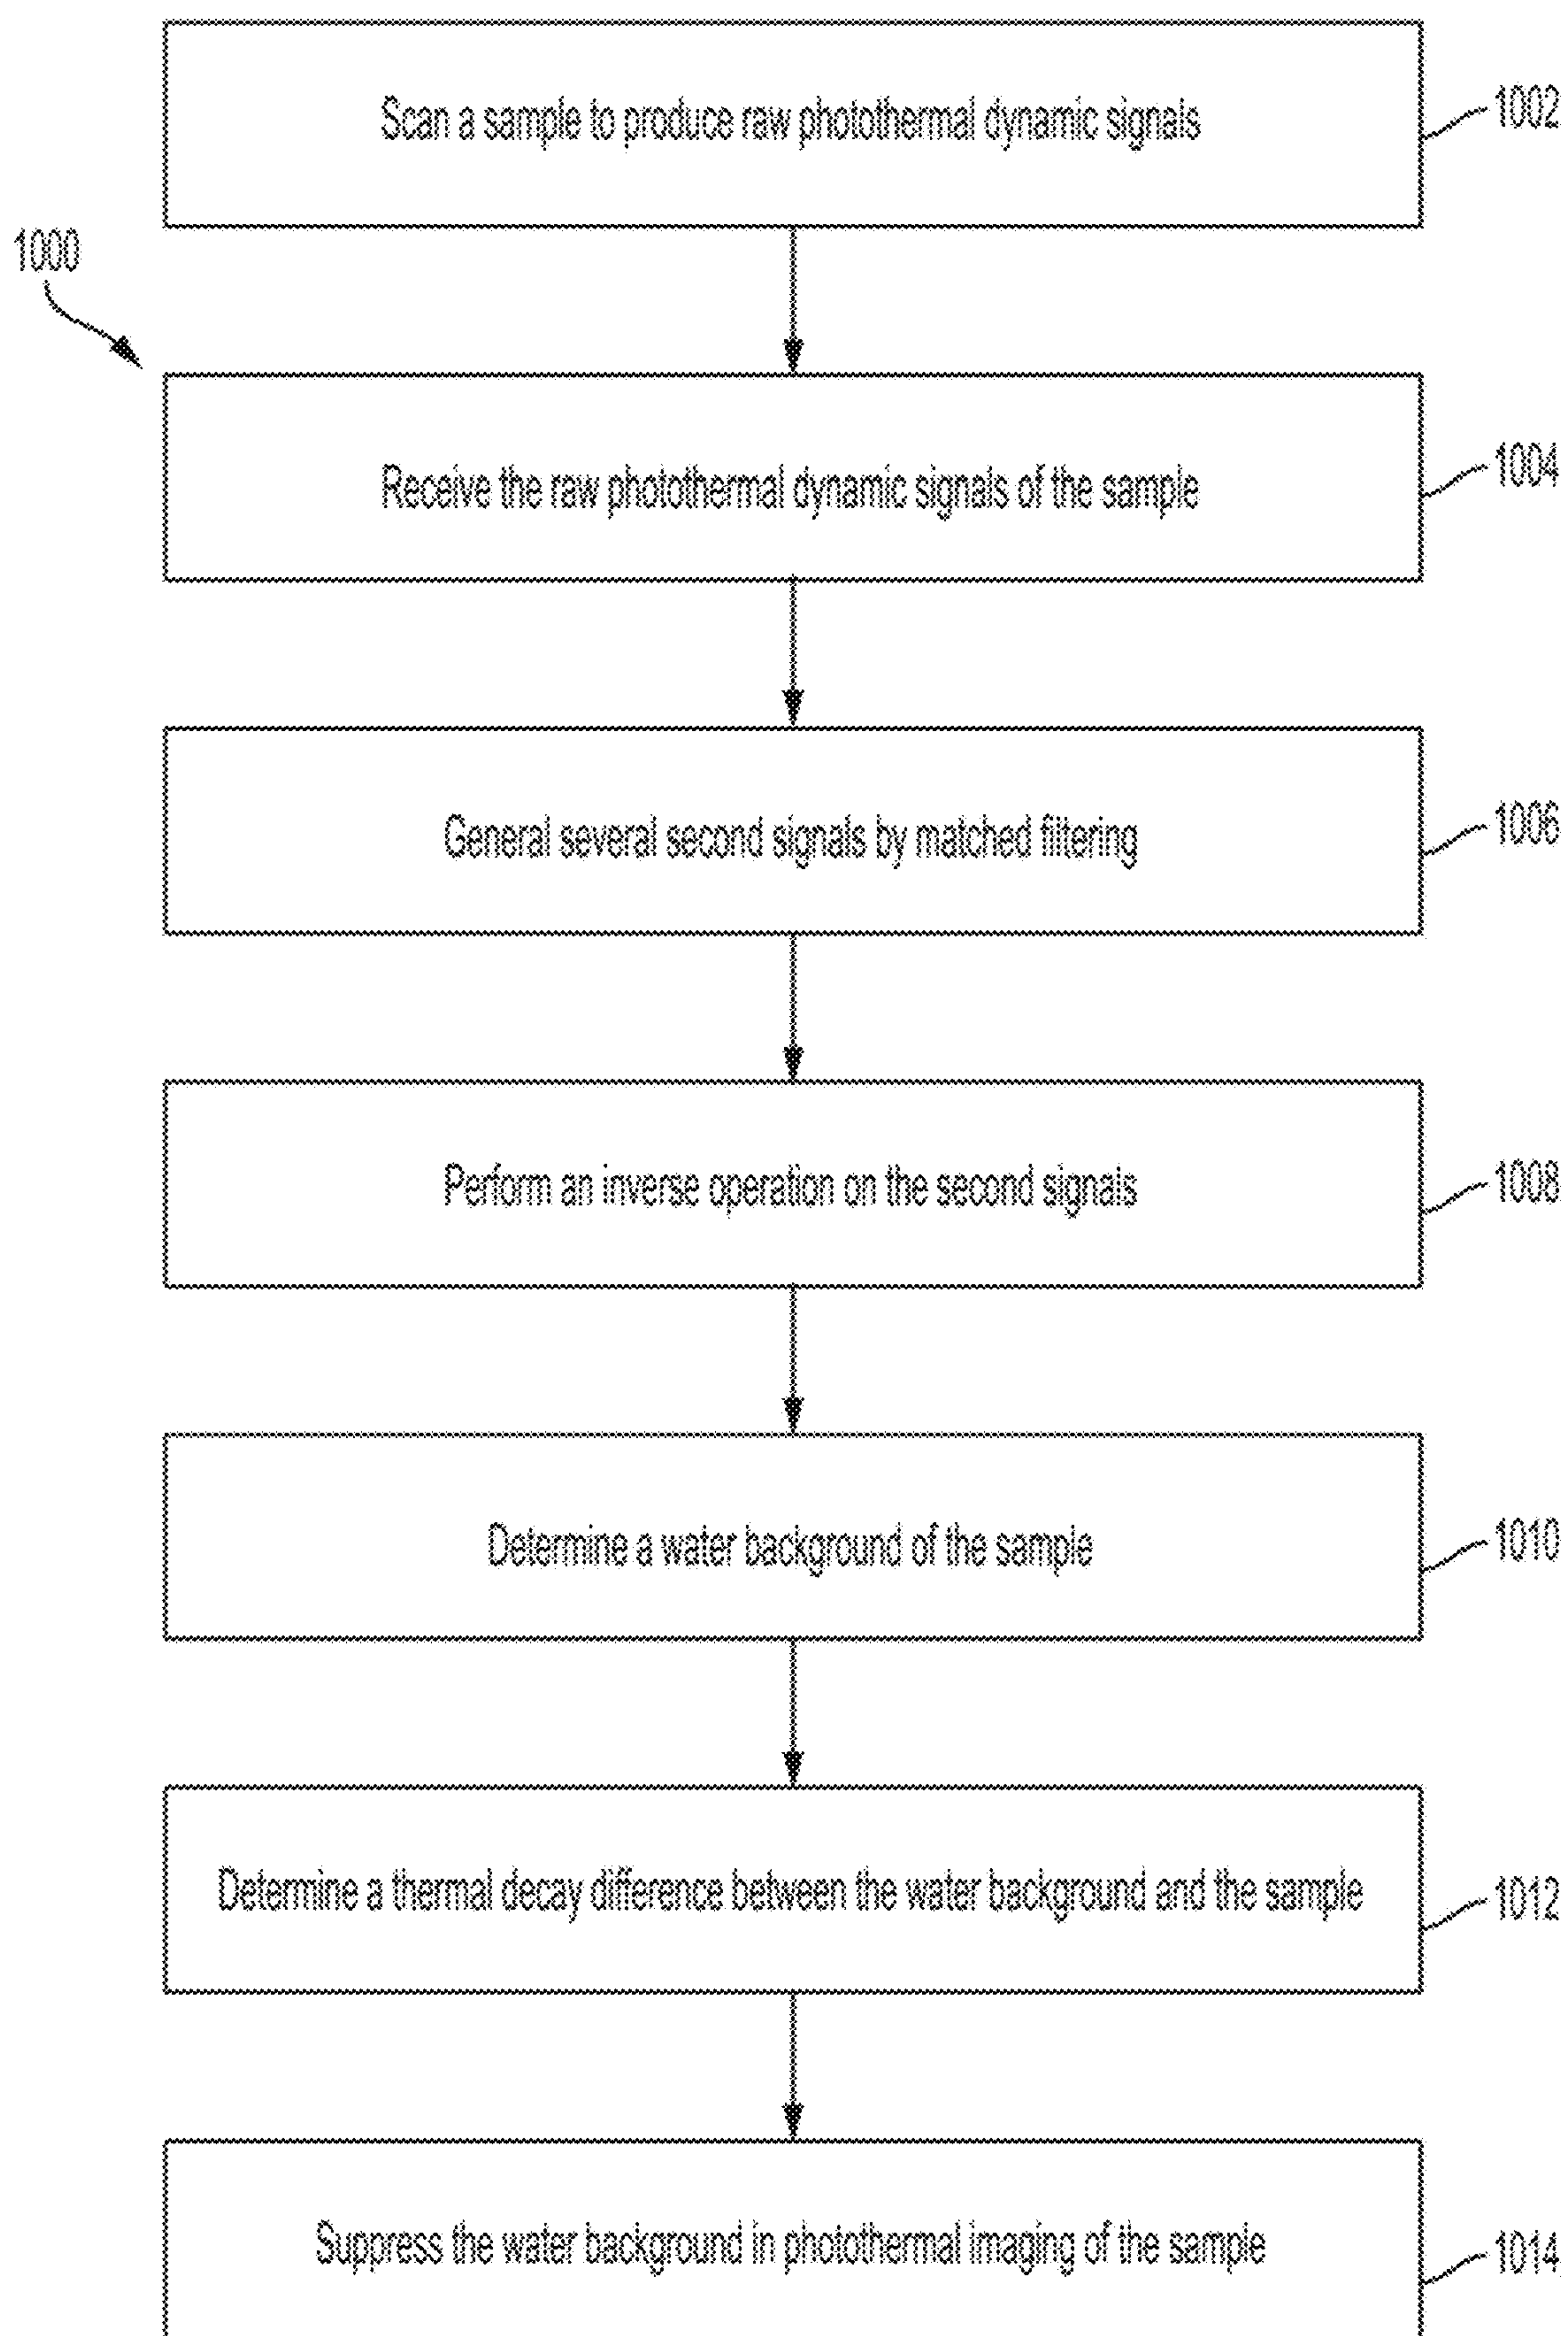 Scan a sample to produce raw photothermal dynamic signals
1002
1000
Receive the raw photothermal dynamic signals of the sample
1004
General several second signals by matched filtering
1006
Perform an inverse operation on the second signals
1008
Determine a water background of the sample
1010
Determine a thermal decay difference between the water background and the sample
1012
Suppress the water background in photothermal imaging of the sample
1014